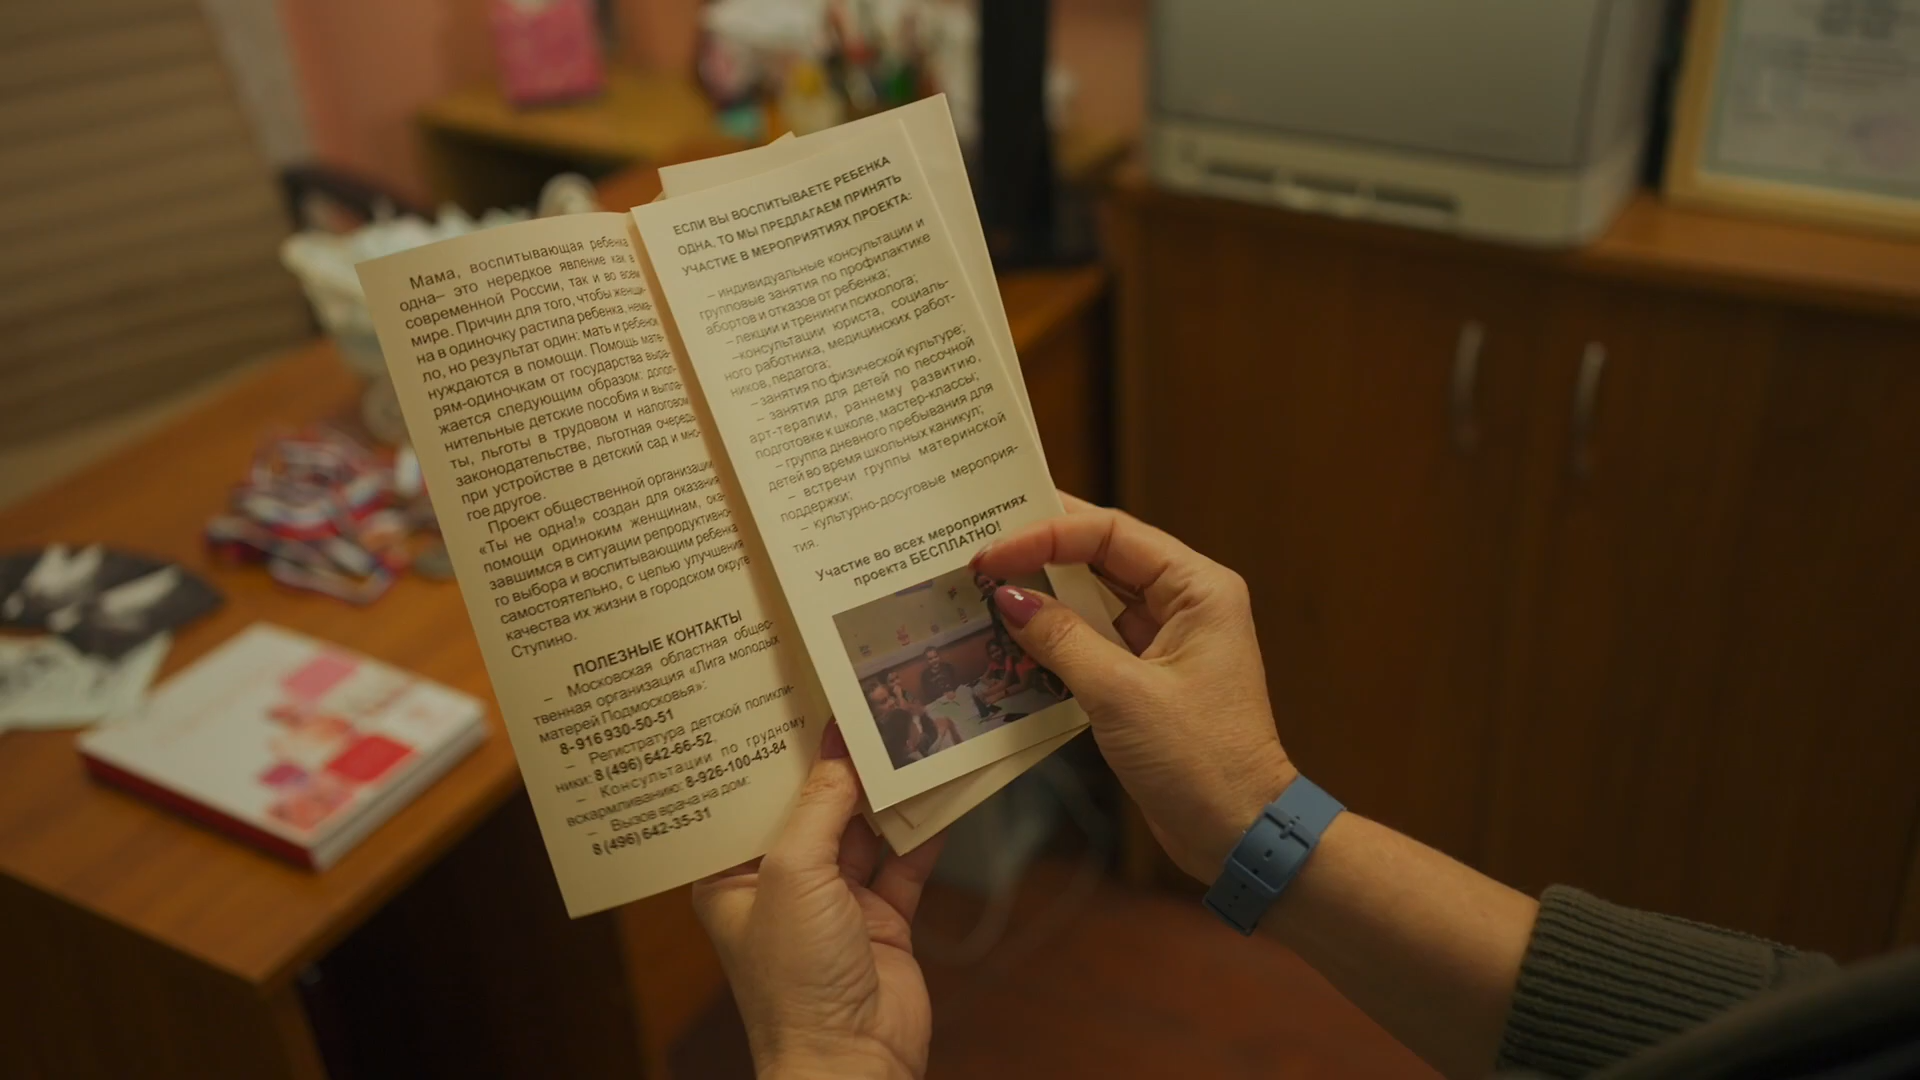 Мама, воспитывающая ребенка
одна– это нередкое явление как в
современной России, так и во всем
мире. Причин для того, чтобы женщи-
на в одиночку растила ребенка, нема-
ло, но результат один: мать и ребенок
нуждаются в помощи. Помощь мате-
рям-одиночкам от государства выра-
жается следующим образом: допол-
нительные детские пособия и выпла-
ты, льготы в трудовом и налоговом
законодательстве, льготная очередь
при устройстве в детский сад и мно-
гое другое.
Проект общественной организации
«Ты не одна!» создан для оказания
помощи одиноким женщинам, ока-
завшимся в ситуации репродуктивно-
го выбора и воспитывающим ребенка
самостоятельно, с целью улучшения
качества их жизни в городском округе
Ступино.
ПОЛЕЗНЫЕ КОНТАКТЫ
– Московская областная общес-
твенная организация «Лига молодых
матерей Подмосковья»:
8-916 930-50-51
– Регистратура детской поликли-
ники: 8 (496) 642-66-52,
– Консультации по грудному
вскармливанию: 8-926-100-43-84
– Вызов врача на дом:
8 (496) 642-35-31
ЕСЛИ ВЫ ВОСПИТЫВАЕТЕ РЕБЕНКА
ОДНА, ТО МЫ ПРЕДЛАГАЕМ ПРИНЯТЬ
УЧАСТИЕ В МЕРОПРИЯТИЯХ ПРОЕКТА:
– индивидуальные консультации и
групповые занятия по профилактике
абортов и отказов от ребенка;
– лекции и тренинги психолога;
–консультации юриста, социаль-
ного работника, медицинских работ-
ников, педагога;
– занятия по физической культуре;
– занятия для детей по песочной
арт-терапии, раннему развитию,
подготовке к школе, мастер-классы;
– группа дневного пребывания для
детей во время школьных каникул;
– встречи группы материнской
поддержки;
– культурно-досуговые мероприя-
тия.
Участие во всех мероприятиях
проекта БЕСПЛАТНО!